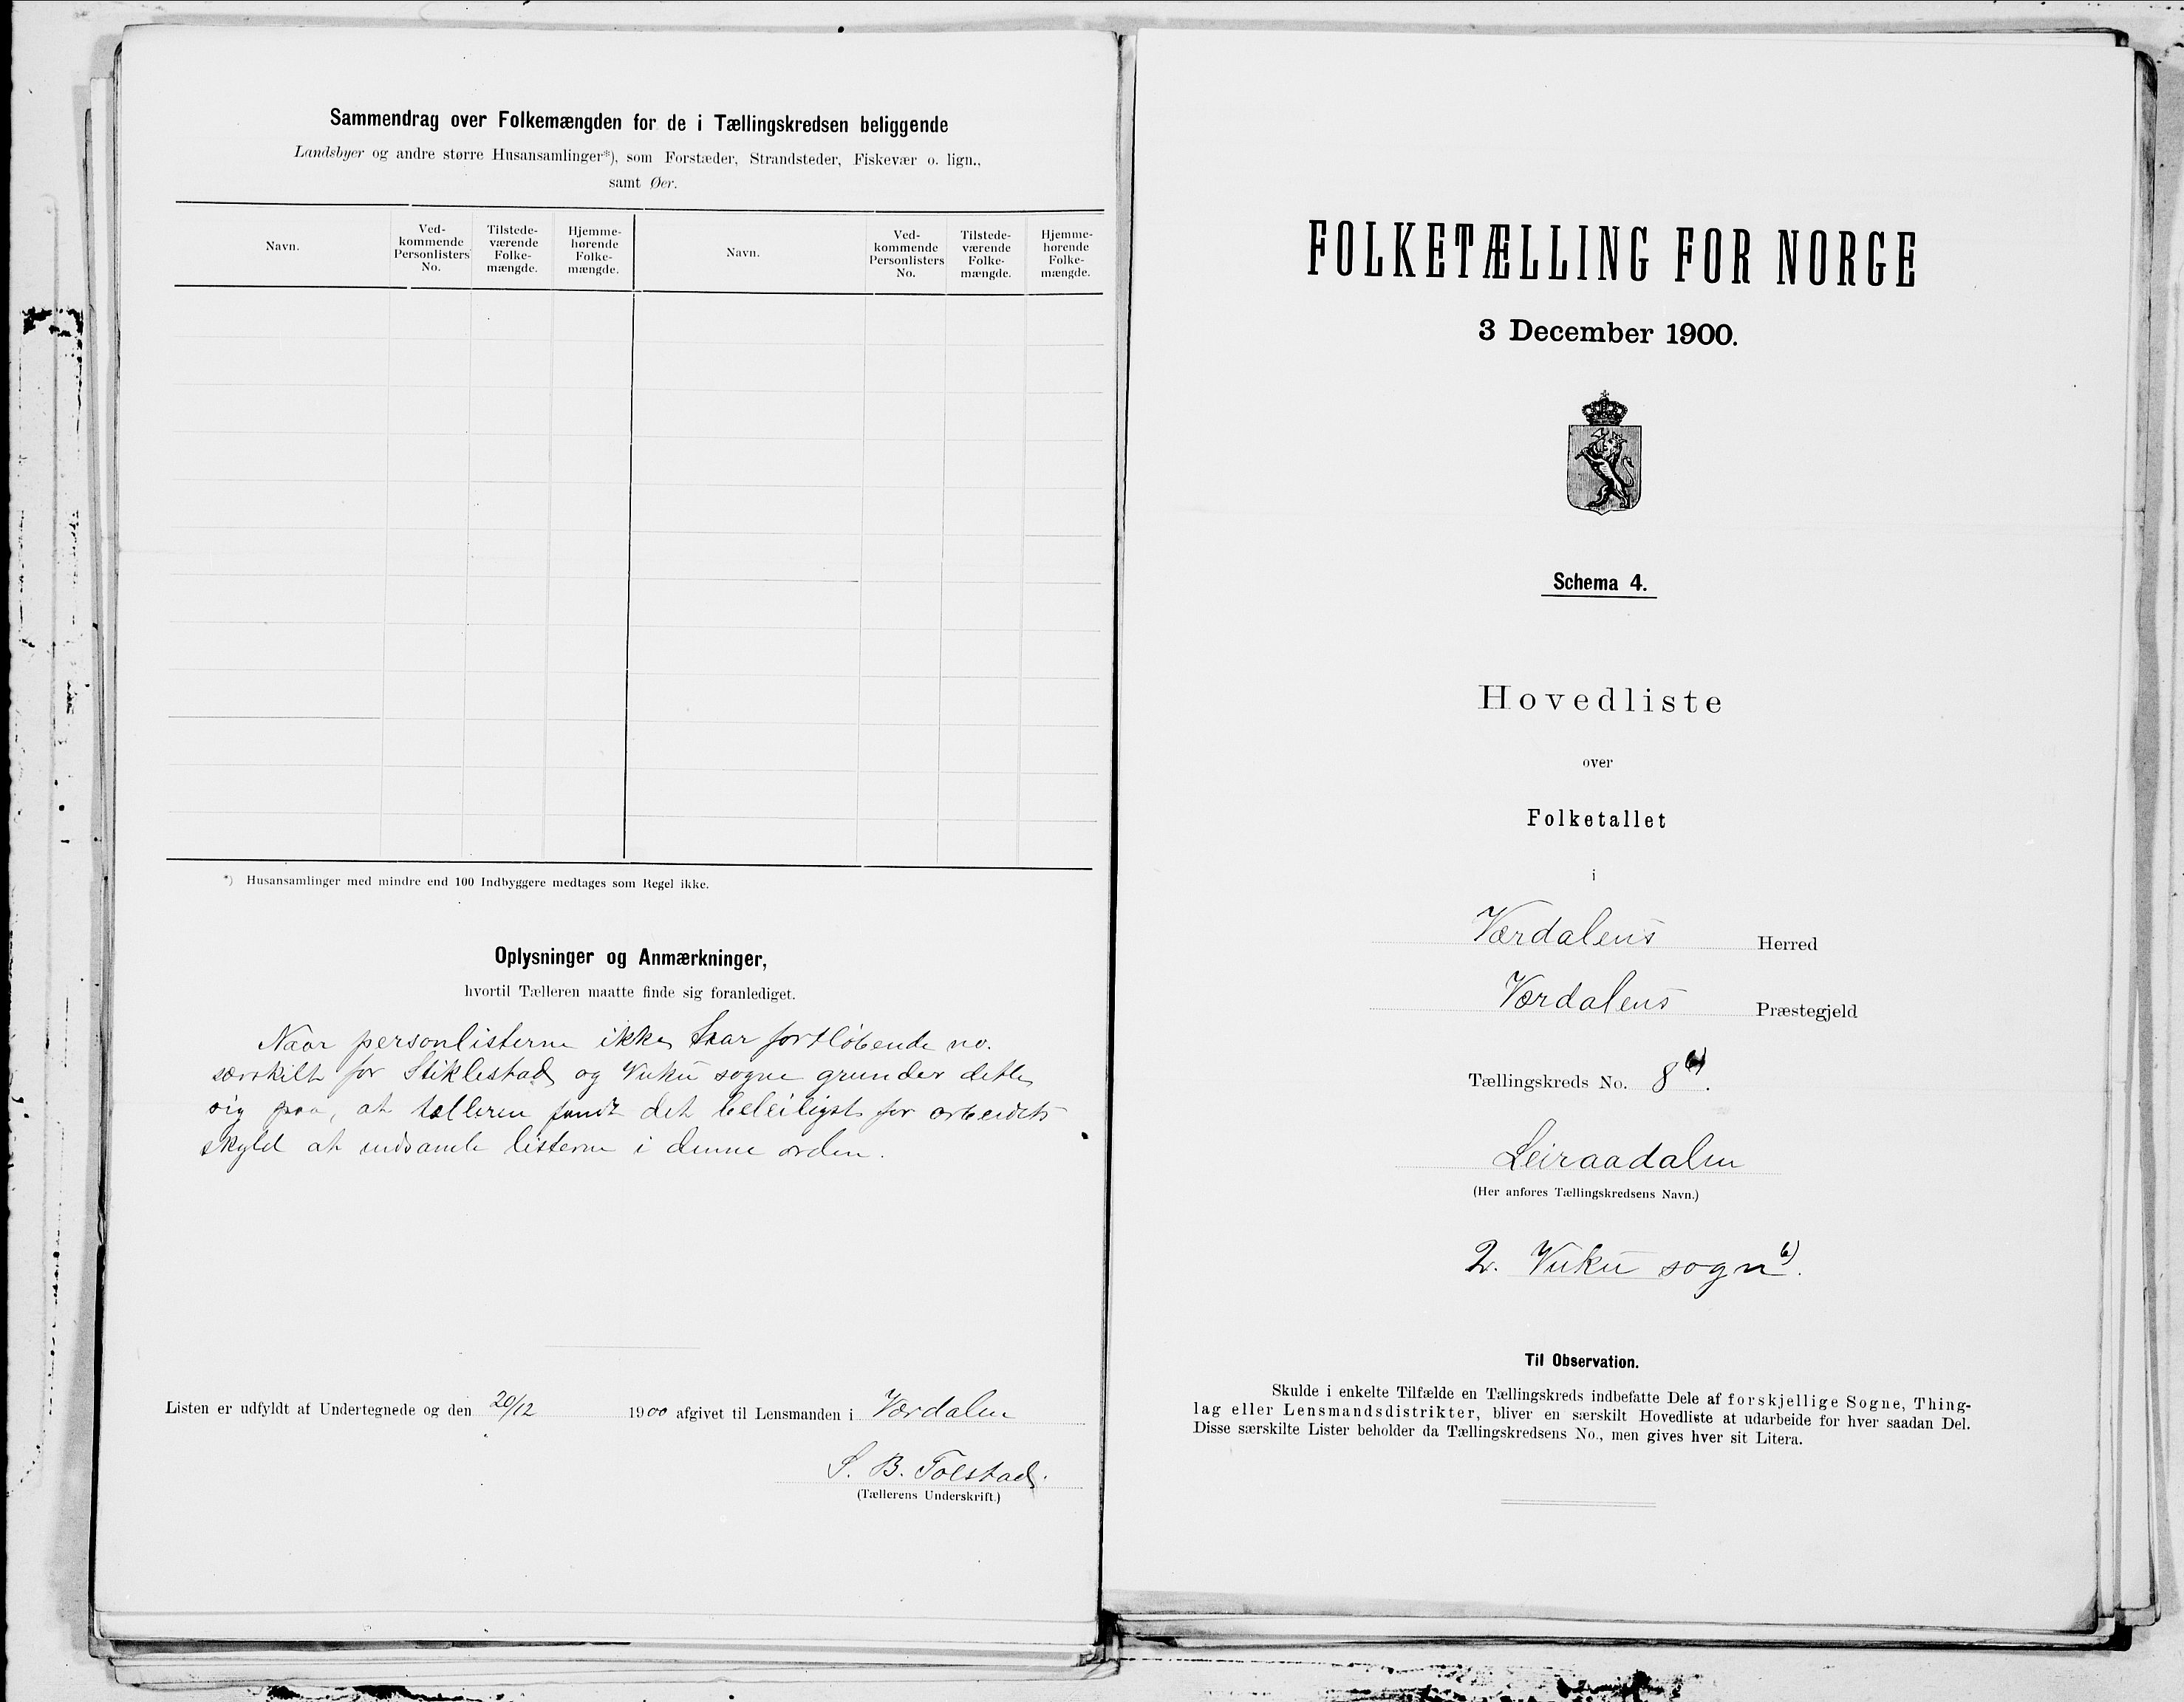 Sammendrag over Folkemængden for de i Tællingskredsen beliggende
Landsbyer og andre større Husansamlinger*), som Forstæder, Strandsteder, Fiskevær o. lign.,
samt Øer.
Navn.
Ved-
kommende
Personlisters
No.
Tilstede-
værende
Folke-
mængde.
Hjemme-
hørende
Folke-
mængde.
Navn.
Ved-
kommende
Personlisters
No.
Tilstede-
værende
Folke-
mængde.
Hjemme-
hørende
Folke-
mængde.
*) Husansamlinger med mindre end 100 Indbyggere medtages som Regel ikke.
Oplysninger og Anmærkninger,
hvortil Tælleren maatte finde sig foranlediget.
Naar personlisterne ikke har fortløbende no.
særskilt for Stiklestad og Vuku sogne grunder dette
sig paa, at tælleren fandt det beleiligst for arbeidets
skyld at indsamle listerne i denne orden.
Listen er udfyldt af Undertegnede og den 20/12 1900 afgivet til Lensmanden i Værdalen
S. B. Tolstad.
(Tællerens Underskrift.)
FOLKETÆLLING FOR NORGE
3 December 1900.
Schema 4.
Hovedliste
over
Folketallet
i
Værdalens Herred
Værdalens Præstegjeld
Tællingskreds No. 8 b).
Leiraadalen
(Her anføres Tællingskredsens Navn.)
2. Vuku sogn b).
Til Observation.
Skulde i enkelte Tilfælde en Tællingskreds indbefatte Dele af forskjellige Sogne, Thing-
lag eller Lensmandsdistrikter, bliver en særskilt Hovedliste at udarbeide for hver saadan Del.
Disse særskilte Lister beholder da Tællingskredsens No., men gives hver sit Litera.